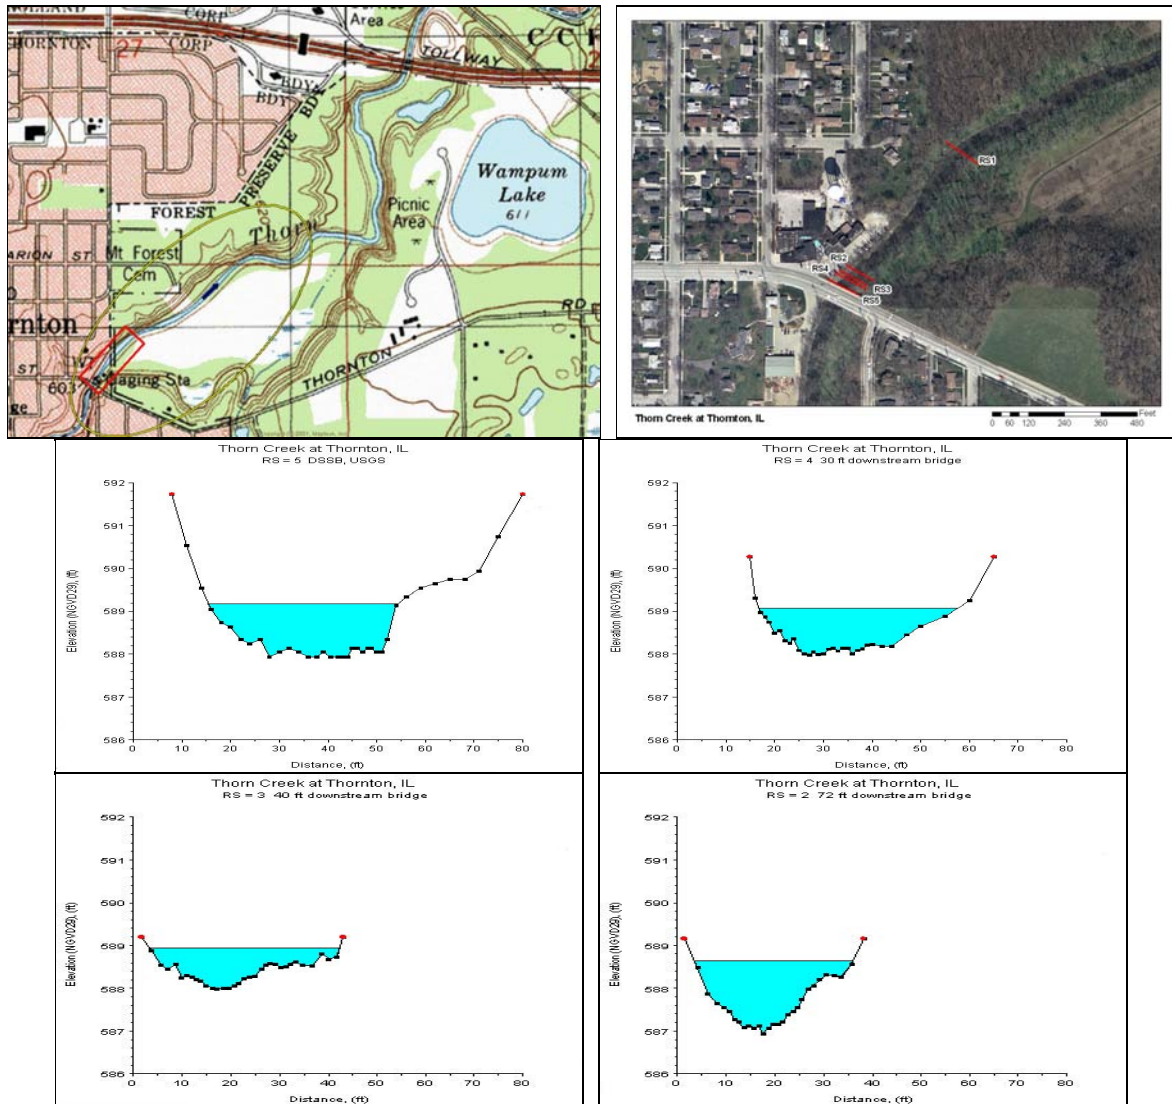 HOLLAND
Area
THORNTON
CORP
27
CORP
TOLLWAY
BDY
BDY
PRESERVE BDY
FOREST
620
Thorn
Wampum
Lake
611
Picnic
Area
ARION ST
Mt Forest
Cem
rnton
ST
603
Gaging Sta
THORNTON
RD
ge
RS1
RS2
RS4
RS3
RS5
Thorn Creek at Thornton, IL
Feet
0 60 120 240 360 480
Thorn Creek at Thornton, IL
RS = 5 DSSB, USGS
Elevation (NGVD29), (ft)
592
591
590
589
588
587
586
0 10 20 30 40 50 60 70 80
Distance, (ft)
Thorn Creek at Thornton, IL
RS = 4 30 ft downstream bridge
Elevation (NGVD29), (ft)
592
591
590
589
588
587
586
0 10 20 30 40 50 60 70 80
Distance, (ft)
Thorn Creek at Thornton, IL
RS = 3 40 ft downstream bridge
Elevation (NGVD29), (ft)
592
591
590
589
588
587
586
0 10 20 30 40 50 60 70 80
Distance, (ft)
Thorn Creek at Thornton, IL
RS = 2 72 ft downstream bridge
Elevation (NGVD29), (ft)
592
591
590
589
588
587
586
0 10 20 30 40 50 60 70 80
Distance, (ft)